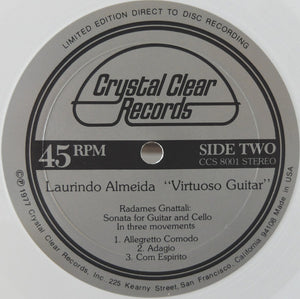 LIMITED EDITION DIRECT TO DISC RECORDING
Crystal Clear
Records
45 RPM
SIDE TWO
CCS 8001 STEREO
Laurindo Almeida "Virtuoso Guitar"
Radames Gnattali:
Sonata for Guitar and Cello
In three movements
1. Allegretto Comodo
2. Adagio
3. Com Espirito
©℗1977 Crystal Clear Records, Inc. 225 Kearny Street, San Francisco, California 94108 Made in USA